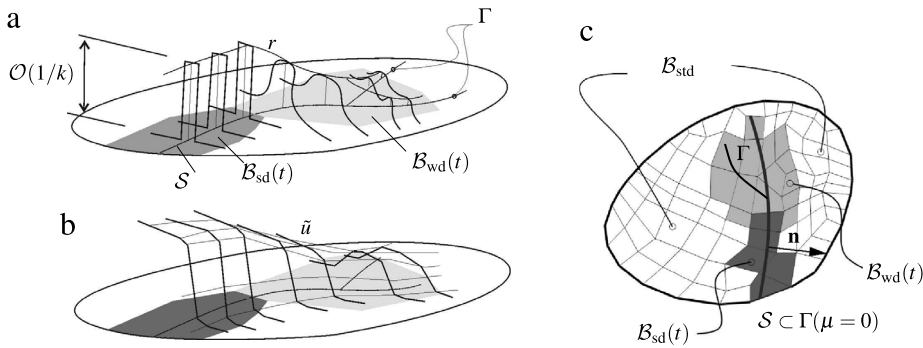 a
r
Γ
𝒪(1/k)
𝒮
ℬsd(t)
ℬwd(t)
b
ũ
c
ℬstd
Γ
n
ℬwd(t)
ℬsd(t)
𝒮 ⊂ Γ(μ = 0)